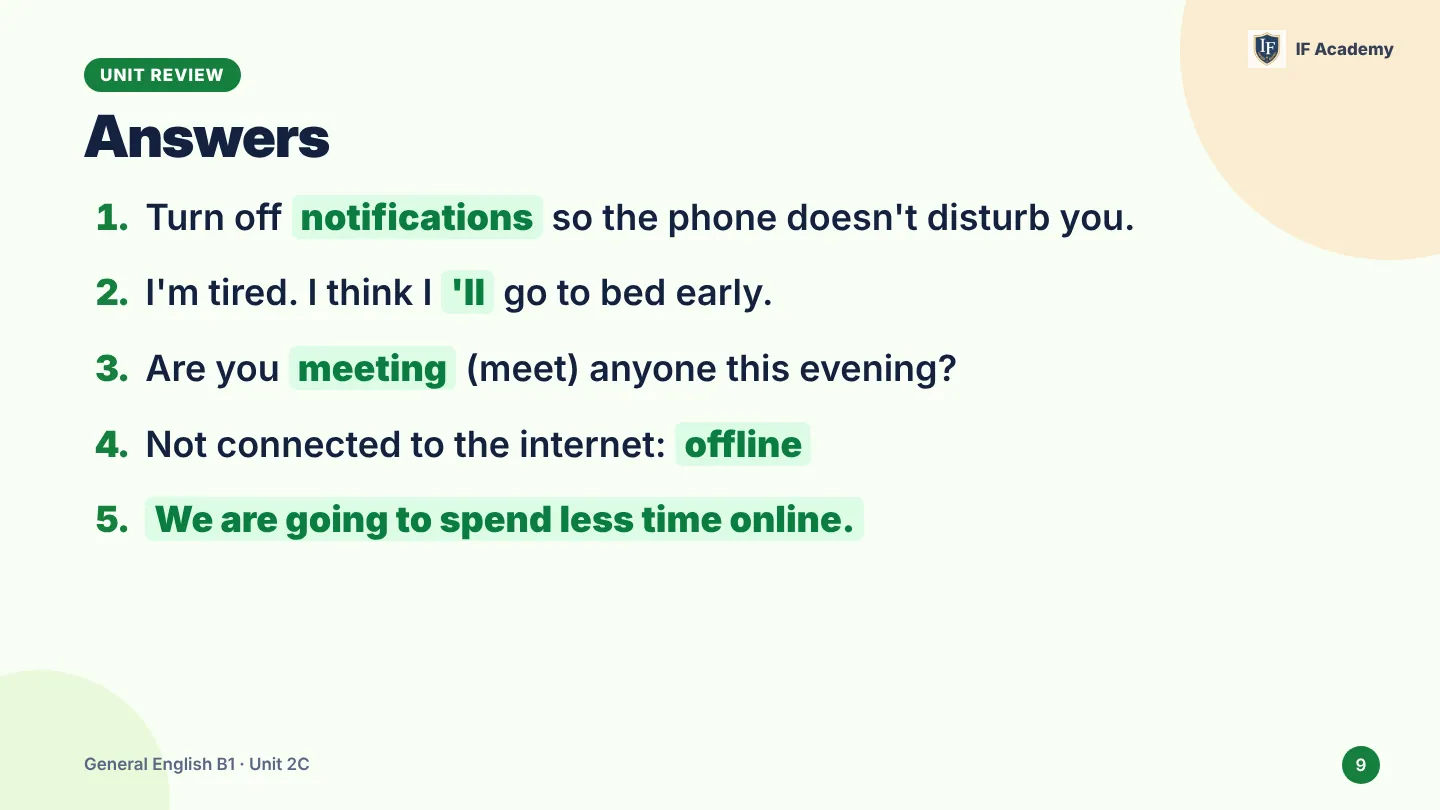 IF Academy
UNIT REVIEW
Answers
1. Turn off notifications so the phone doesn't disturb you.
2. I'm tired. I think I 'll go to bed early.
3. Are you meeting (meet) anyone this evening?
4. Not connected to the internet: offline
5. We are going to spend less time online.
General English B1 · Unit 2C
9